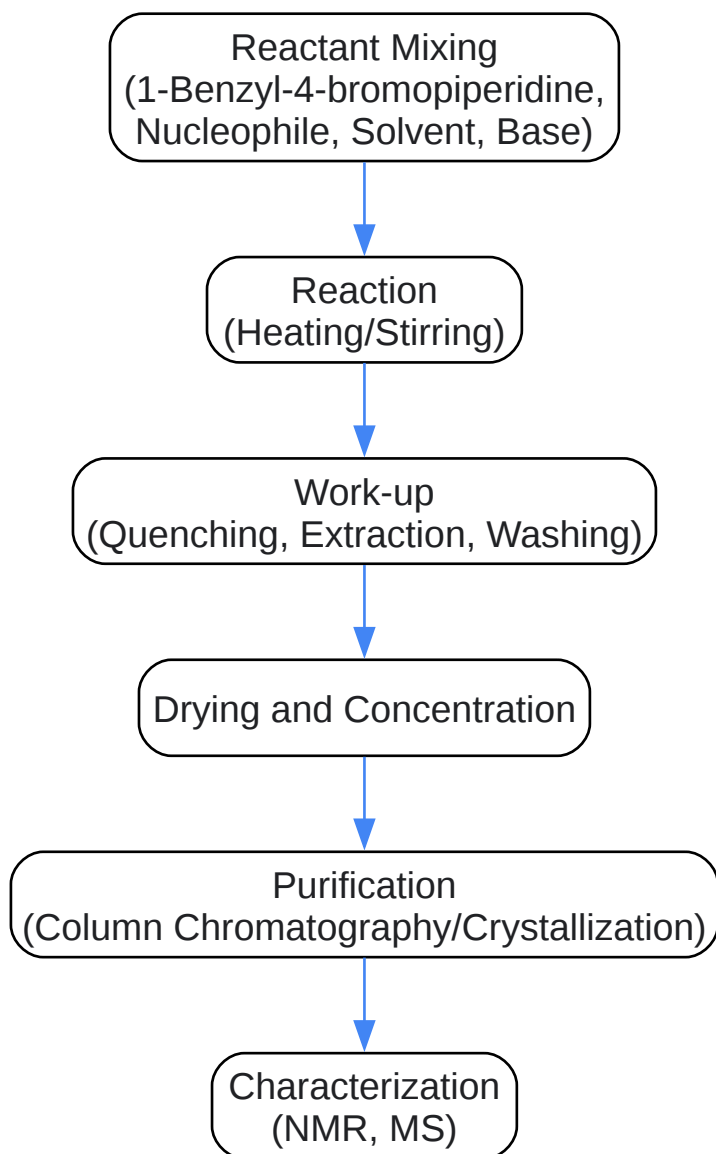 Reactant Mixing
(1-Benzyl-4-bromopiperidine,
Nucleophile, Solvent, Base)
Reaction
(Heating/Stirring)
Work-up
(Quenching, Extraction, Washing)
Drying and Concentration
Purification
(Column Chromatography/Crystallization)
Characterization
(NMR, MS)